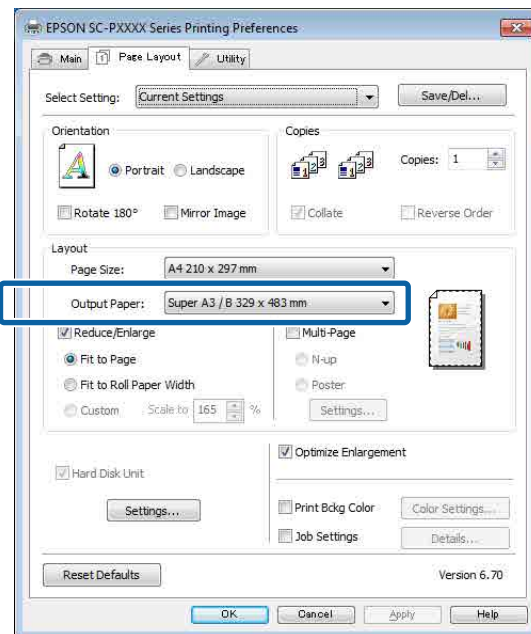 EPSON SC-PXXXX Series Printing Preferences
Main Page Layout Utility
Select Setting: Current Settings Save/Del...
Orientation
Portrait Landscape
Rotate 180° Mirror Image
Copies
Copies: 1
Collate Reverse Order
Layout
Page Size: A4 210 x 297 mm
Output Paper: Super A3 / B 329 x 483 mm
Reduce/Enlarge
Fit to Page
Fit to Roll Paper Width
Custom Scale to 165 %
Multi-Page
N-up
Poster
Settings...
Optimize Enlargement
Hard Disk Unit
Settings...
Print Bckg Color Color Settings...
Job Settings Details...
Reset Defaults Version 6.70
OK Cancel Apply Help